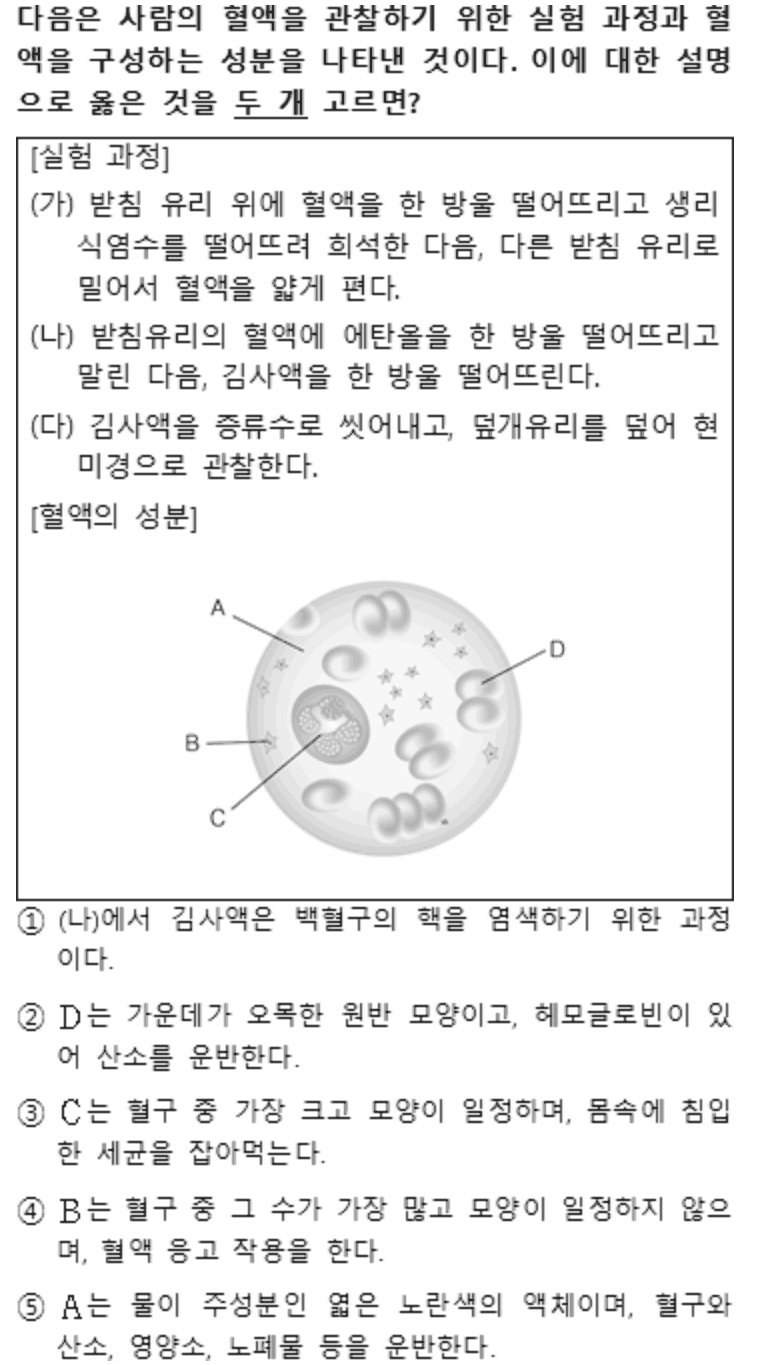 다음은 사람의 혈액을 관찰하기 위한 실험 과정과 혈
액을 구성하는 성분을 나타낸 것이다. 이에 대한 설명
으로 옳은 것을 두 개 고르면?
[실험 과정]
(가) 받침 유리 위에 혈액을 한 방울 떨어뜨리고 생리
식염수를 떨어뜨려 희석한 다음, 다른 받침 유리로
밀어서 혈액을 얇게 편다.
(나) 받침유리의 혈액에 에탄올을 한 방울 떨어뜨리고
말린 다음, 김사액을 한 방울 떨어뜨린다.
(다) 김사액을 증류수로 씻어내고, 덮개유리를 덮어 현
미경으로 관찰한다.
[혈액의 성분]
A
D
B
C
① (나)에서 김사액은 백혈구의 핵을 염색하기 위한 과정
이다.
② D는 가운데가 오목한 원반 모양이고, 헤모글로빈이 있
어 산소를 운반한다.
③ C는 혈구 중 가장 크고 모양이 일정하며, 몸속에 침입
한 세균을 잡아먹는다.
④ B는 혈구 중 그 수가 가장 많고 모양이 일정하지 않으
며, 혈액 응고 작용을 한다.
⑤ A는 물이 주성분인 엷은 노란색의 액체이며, 혈구와
산소, 영양소, 노폐물 등을 운반한다.